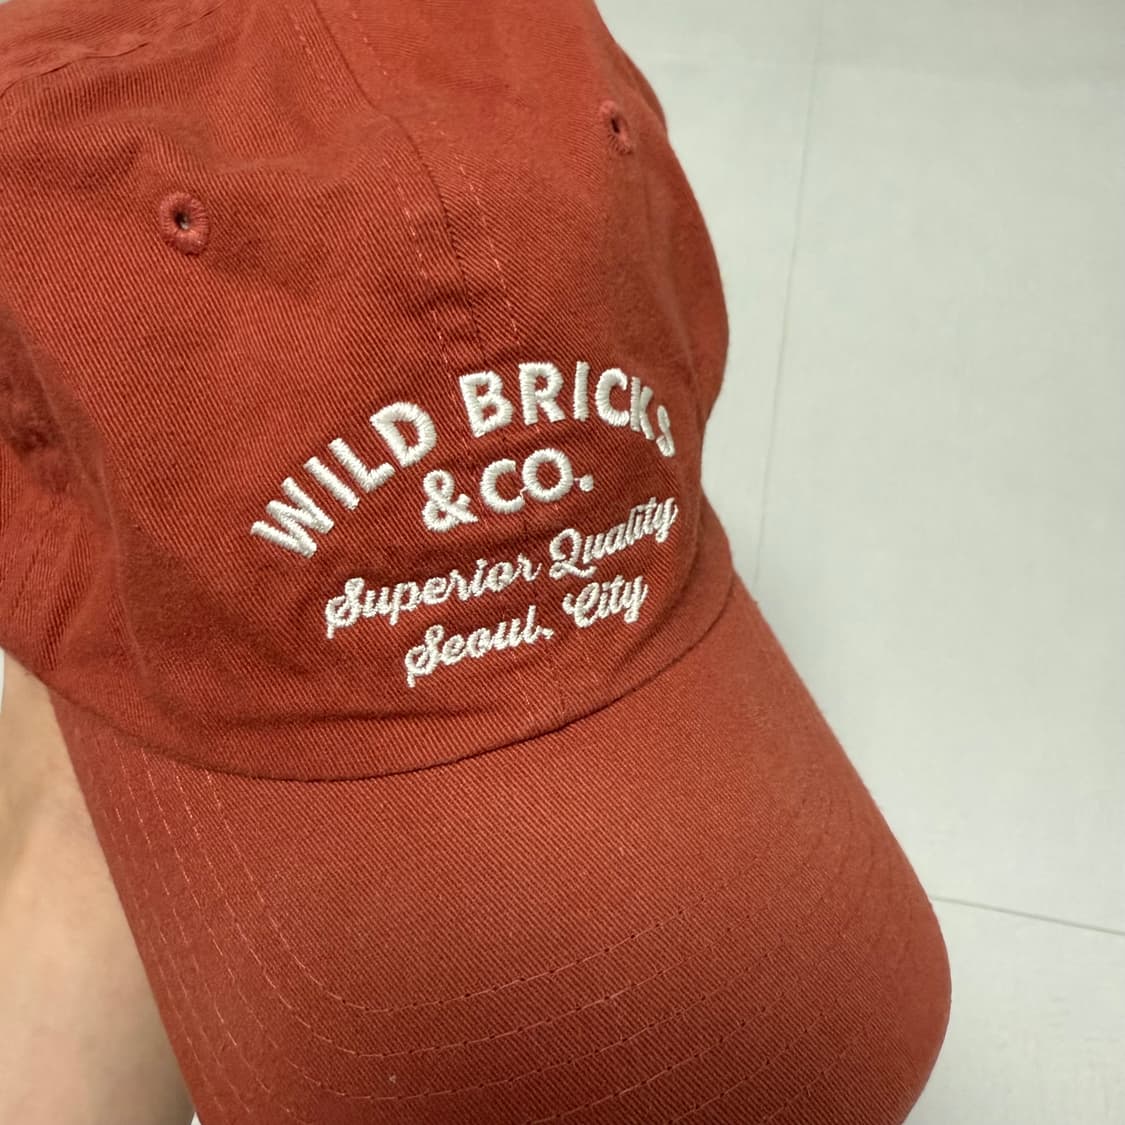 WILD BRICKS
&CO.
Superior Quality
Seoul, City